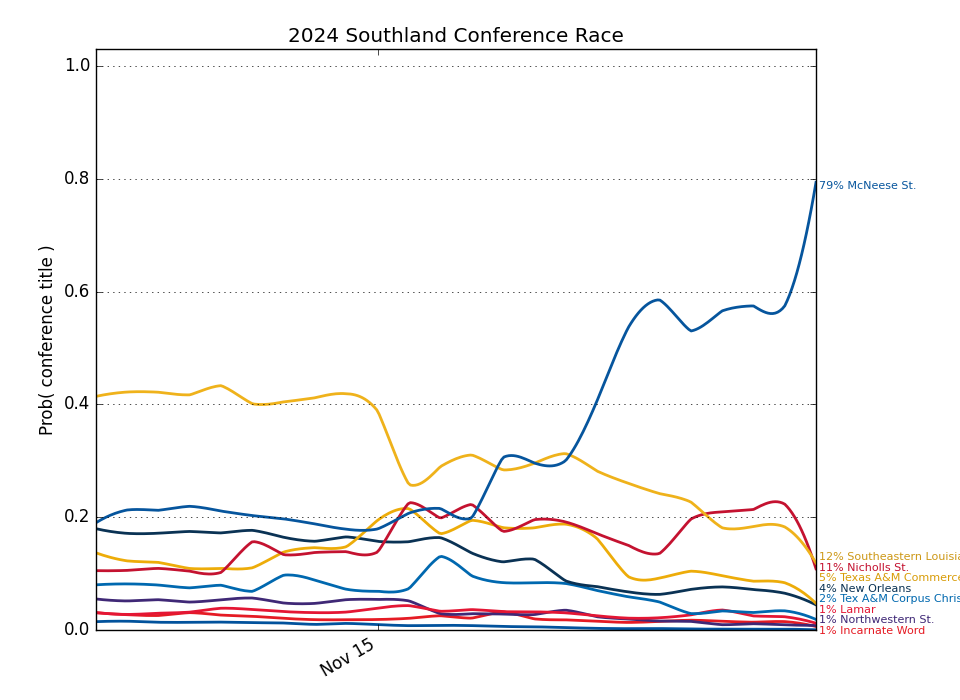 2024 Southland Conference Race
1.0
0.8
0.6
0.4
0.2
0.0
Prob( conference title )
Nov 15
79% McNeese St.
12% Southeastern Louisia
11% Nicholls St.
5% Texas A&M Commerce
4% New Orleans
2% Tex A&M Corpus Chris
1% Lamar
1% Northwestern St.
1% Incarnate Word